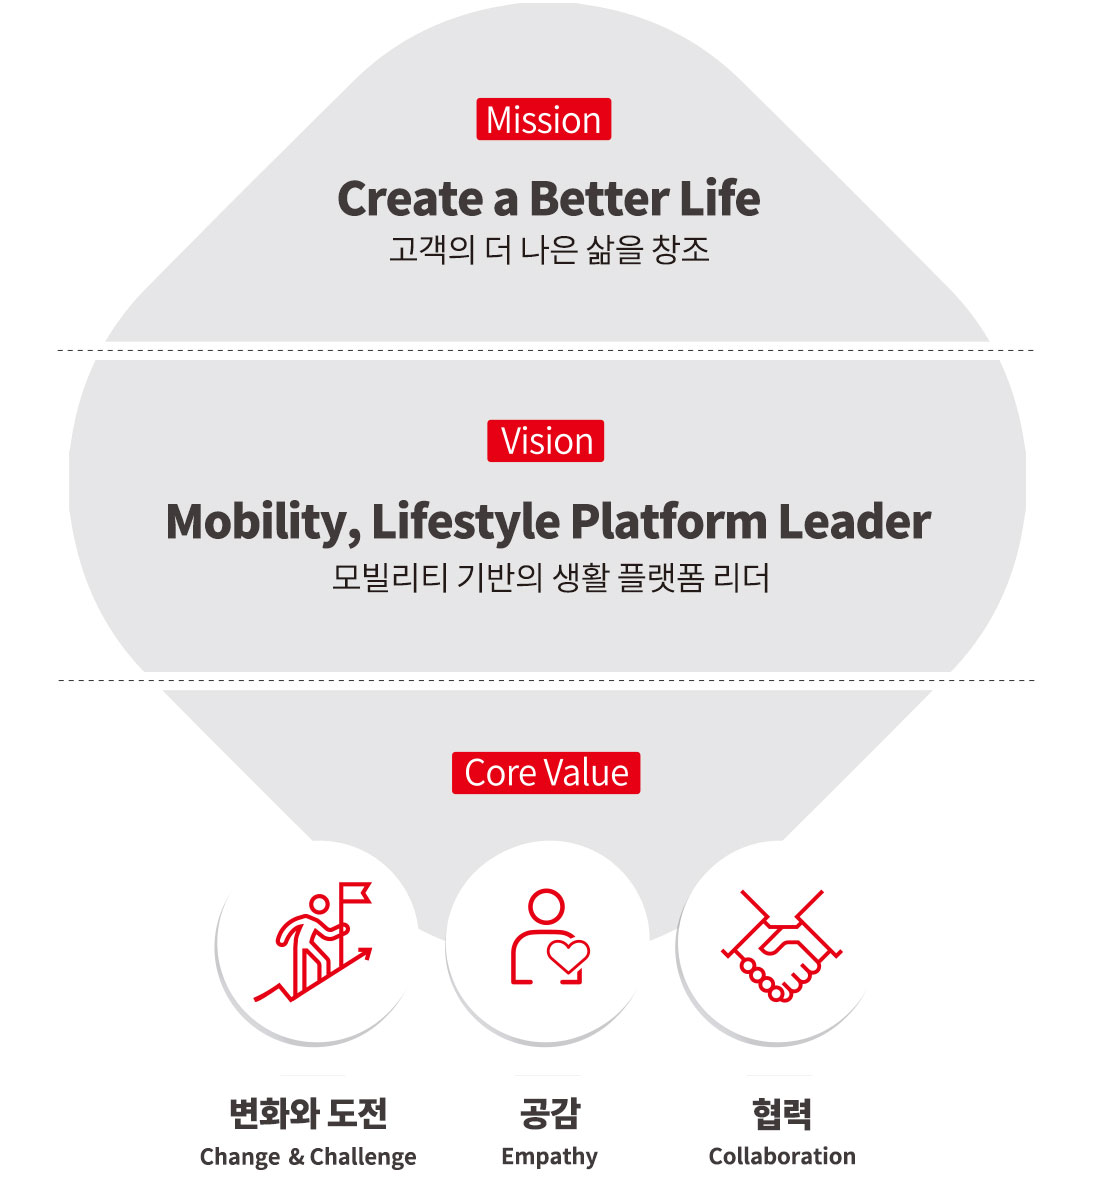 Mission
Create a Better Life
고객의 더 나은 삶을 창조
Vision
Mobility, Lifestyle Platform Leader
모빌리티 기반의 생활 플랫폼 리더
Core Value
변화와 도전
Change & Challenge
공감
Empathy
협력
Collaboration